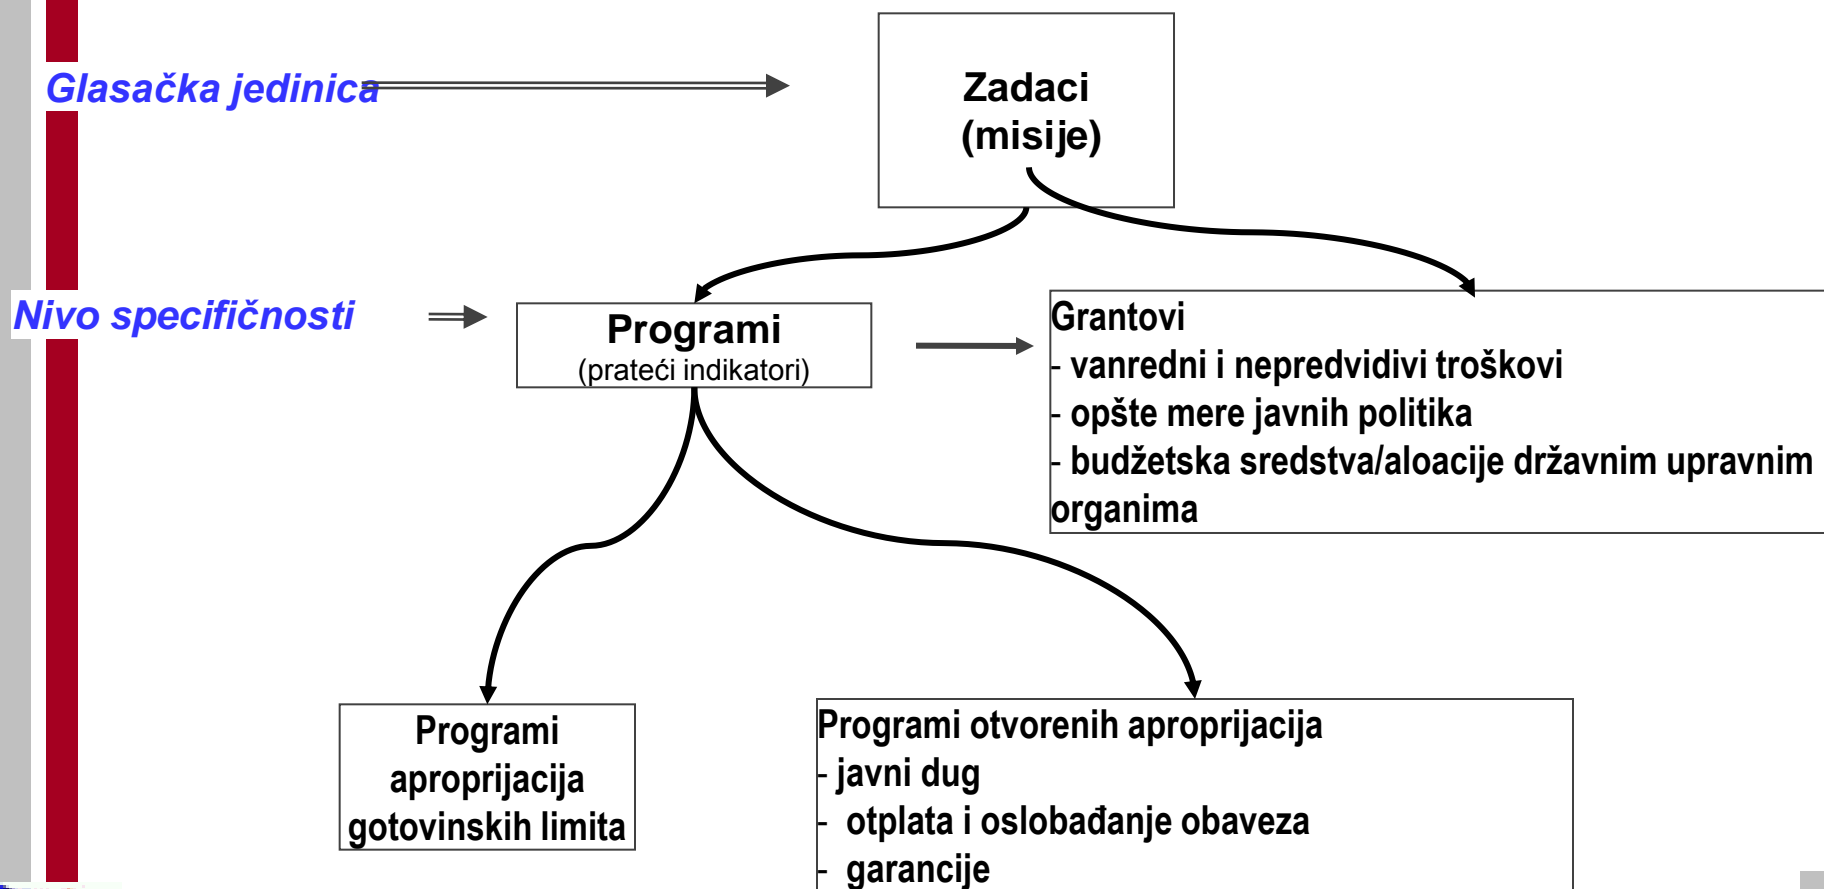 Glasačka jedinica
Zadaci
(misije)
Nivo specifičnosti
Programi
(prateći indikatori)
Grantovi
- vanredni i nepredvidivi troškovi
- opšte mere javnih politika
- budžetska sredstva/aloacije državnim upravnim
organima
Programi
aproprijacija
gotovinskih limita
Programi otvorenih aproprijacija
- javni dug
- otplata i oslobađanje obaveza
- garancije